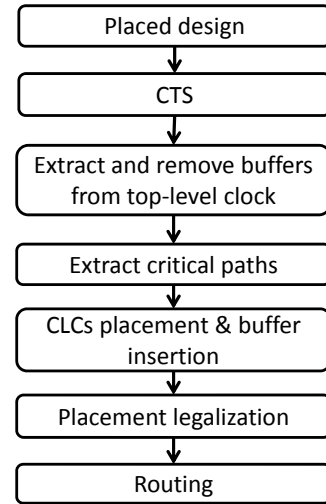 Placed design
CTS
Extract and remove buffers
from top-level clock
Extract critical paths
CLCs placement & buffer
insertion
Placement legalization
Routing